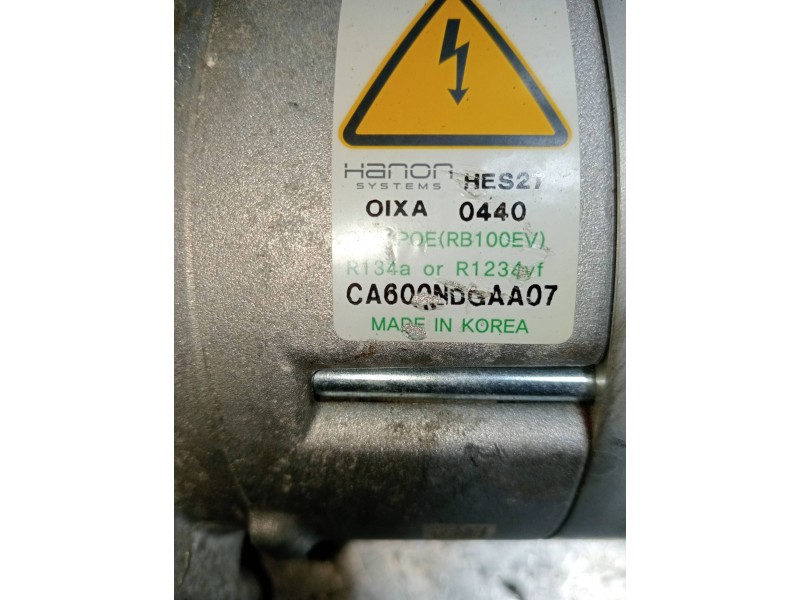 Hanon HES27
SYSTEMS
OIXA 0440
POE(RB100EV)
R134a or R1234yf
CA600NDGAA07
MADE IN KOREA